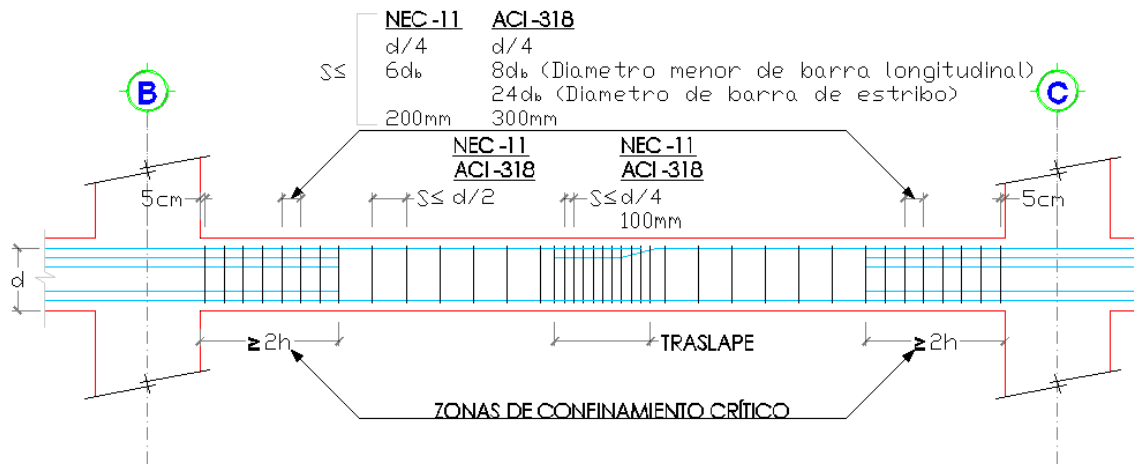 NEC-11 ACI-318
d/4 d/4
S≤ 6db 8db (Diametro menor de barra longitudinal)
24db (Diametro de barra de estribo)
200mm 300mm
B C
NEC-11 NEC-11
ACI-318 ACI-318
5cm S≤ d/2 S≤ d/4 5cm
100mm
d
≥2h TRASLAPE ≥2h
ZONAS DE CONFINAMIENTO CRÍTICO